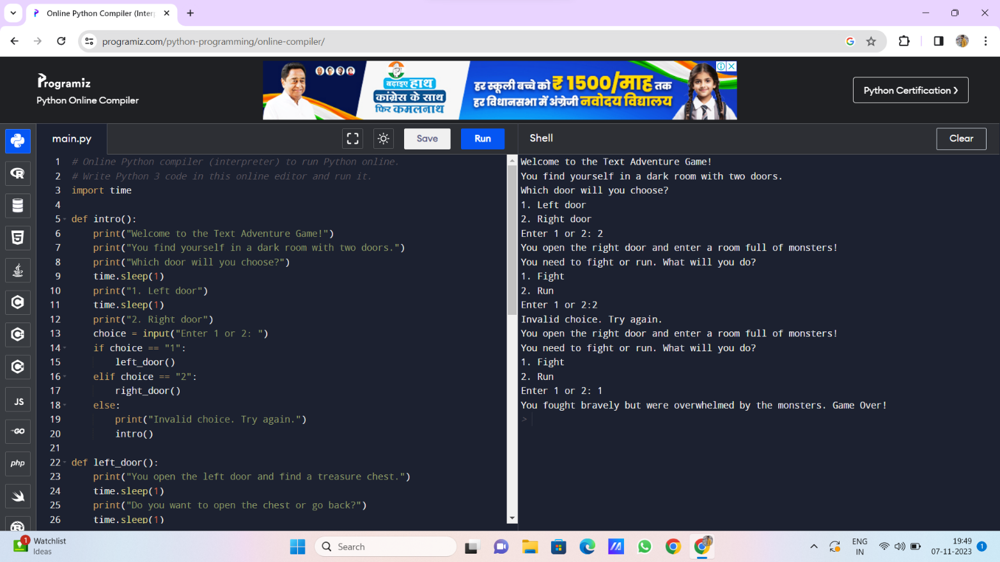 Online Python Compiler (Inter
programiz.com/python-programming/online-compiler/
Programiz
Python Online Compiler
बढ़ाइए हाथ
कांग्रेस के साथ
फिर कमलनाथ
हर स्कूली बच्चे को ₹ 1500/माह तक
हर विधानसभा में अंग्रेजी नवोदय विद्यालय
Python Certification ›
main.py
Save
Run
Shell
Clear
1 # Online Python compiler (interpreter) to run Python online.
2 # Write Python 3 code in this online editor and run it.
3 import time
4
5 def intro():
6 print("Welcome to the Text Adventure Game!")
7 print("You find yourself in a dark room with two doors.")
8 print("Which door will you choose?")
9 time.sleep(1)
10 print("1. Left door")
11 time.sleep(1)
12 print("2. Right door")
13 choice = input("Enter 1 or 2: ")
14 if choice == "1":
15 left_door()
16 elif choice == "2":
17 right_door()
18 else:
19 print("Invalid choice. Try again.")
20 intro()
21
22 def left_door():
23 print("You open the left door and find a treasure chest.")
24 time.sleep(1)
25 print("Do you want to open the chest or go back?")
26 time.sleep(1)
Welcome to the Text Adventure Game!
You find yourself in a dark room with two doors.
Which door will you choose?
1. Left door
2. Right door
Enter 1 or 2: 2
You open the right door and enter a room full of monsters!
You need to fight or run. What will you do?
1. Fight
2. Run
Enter 1 or 2:2
Invalid choice. Try again.
You open the right door and enter a room full of monsters!
You need to fight or run. What will you do?
1. Fight
2. Run
Enter 1 or 2: 1
You fought bravely but were overwhelmed by the monsters. Game Over!
>
JS
GO
php
1
Watchlist
Ideas
Search
ENG
IN
19:49
07-11-2023
1